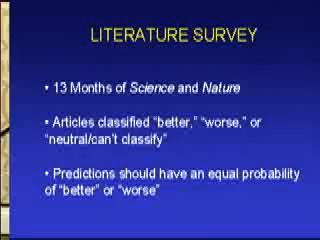 LITERATURE SURVEY
• 13 Months of Science and Nature
• Articles classified “better,” “worse,” or
“neutral/can’t classify”
• Predictions should have an equal probability
of “better” or “worse”